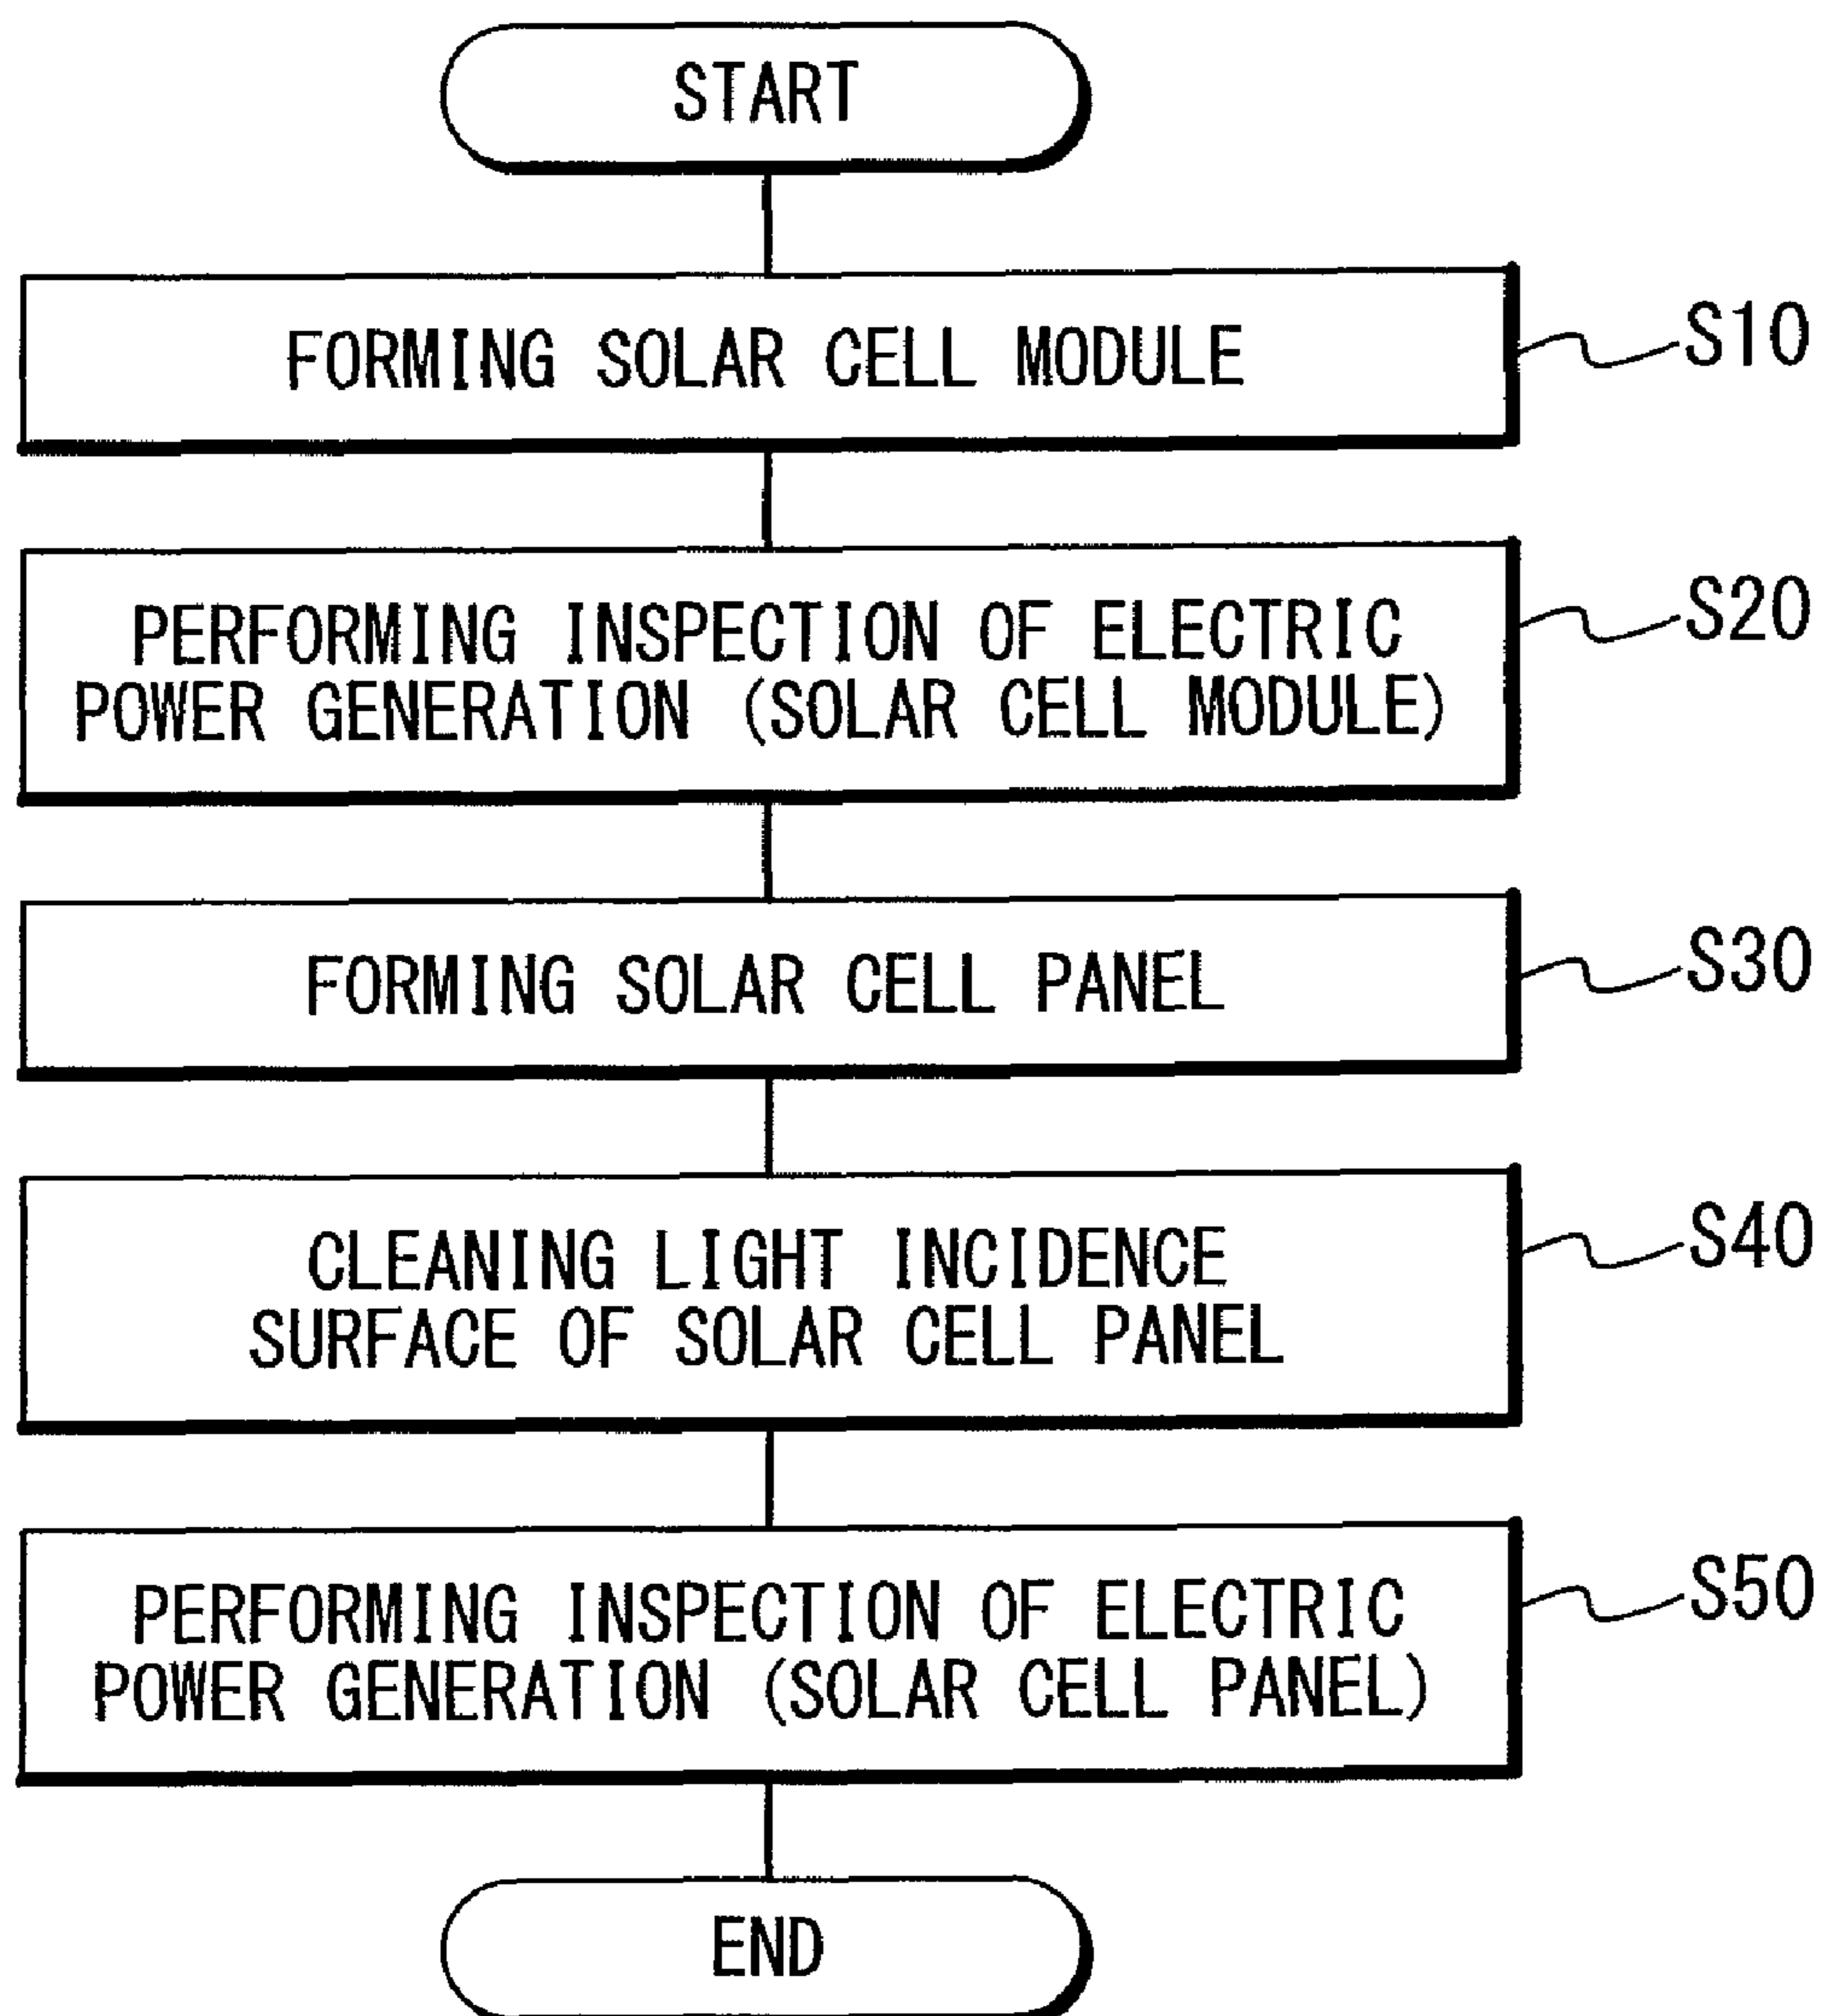 START
FORMING SOLAR CELL MODULE
S10
PERFORMING INSPECTION OF ELECTRIC
POWER GENERATION (SOLAR CELL MODULE)
S20
FORMING SOLAR CELL PANEL
S30
CLEANING LIGHT INCIDENCE
SURFACE OF SOLAR CELL PANEL
S40
PERFORMING INSPECTION OF ELECTRIC
POWER GENERATION (SOLAR CELL PANEL)
S50
END